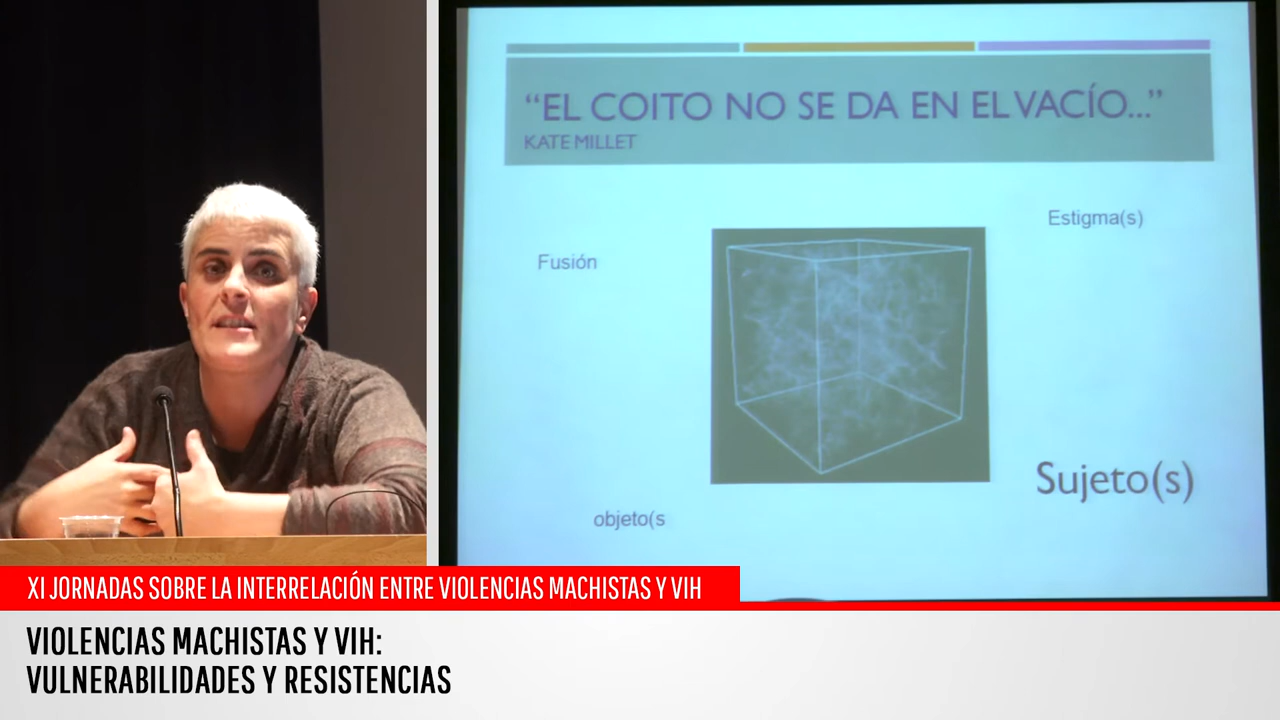 “EL COITO NO SE DA EN EL VACÍO...”
KATE MILLET
Estigma(s)
Fusión
Sujeto(s)
objeto(s
XI JORNADAS SOBRE LA INTERRELACIÓN ENTRE VIOLENCIAS MACHISTAS Y VIH
VIOLENCIAS MACHISTAS Y VIH:
VULNERABILIDADES Y RESISTENCIAS